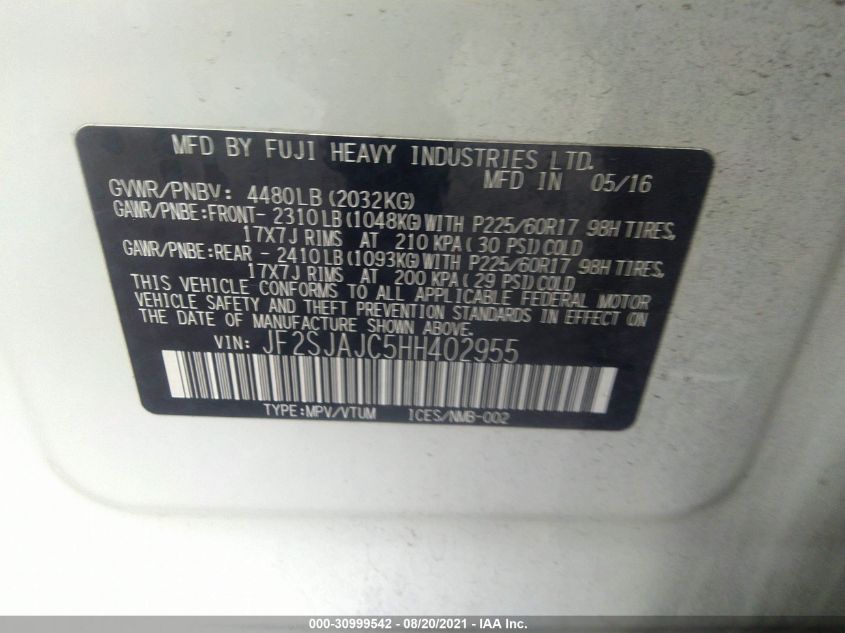 MFD BY FUJI HEAVY INDUSTRIES LTD.
MFD IN 05/16
GVWR/PNBV: 4480LB (2032KG)
GAWR/PNBE:FRONT- 2310LB(1048KG)WITH P225/60R17 98H TIRES,
17X7J RIMS AT 210 KPA( 30 PSI)COLD
GAWR/PNBE:REAR - 2410LB(1093KG)WITH P225/60R17 98H TIRES,
17X7J RIMS AT 200 KPA( 29 PSI)COLD
THIS VEHICLE CONFORMS TO ALL APPLICABLE FEDERAL MOTOR
VEHICLE SAFETY AND THEFT PREVENTION STANDARDS IN EFFECT ON
THE DATE OF MANUFACTURE SHOWN ABOVE.
VIN: JF2SJAJC5HH402955
TYPE:MPV/VTUM ICES/NMB-002
000-30999542 - 08/20/2021 - IAA Inc.